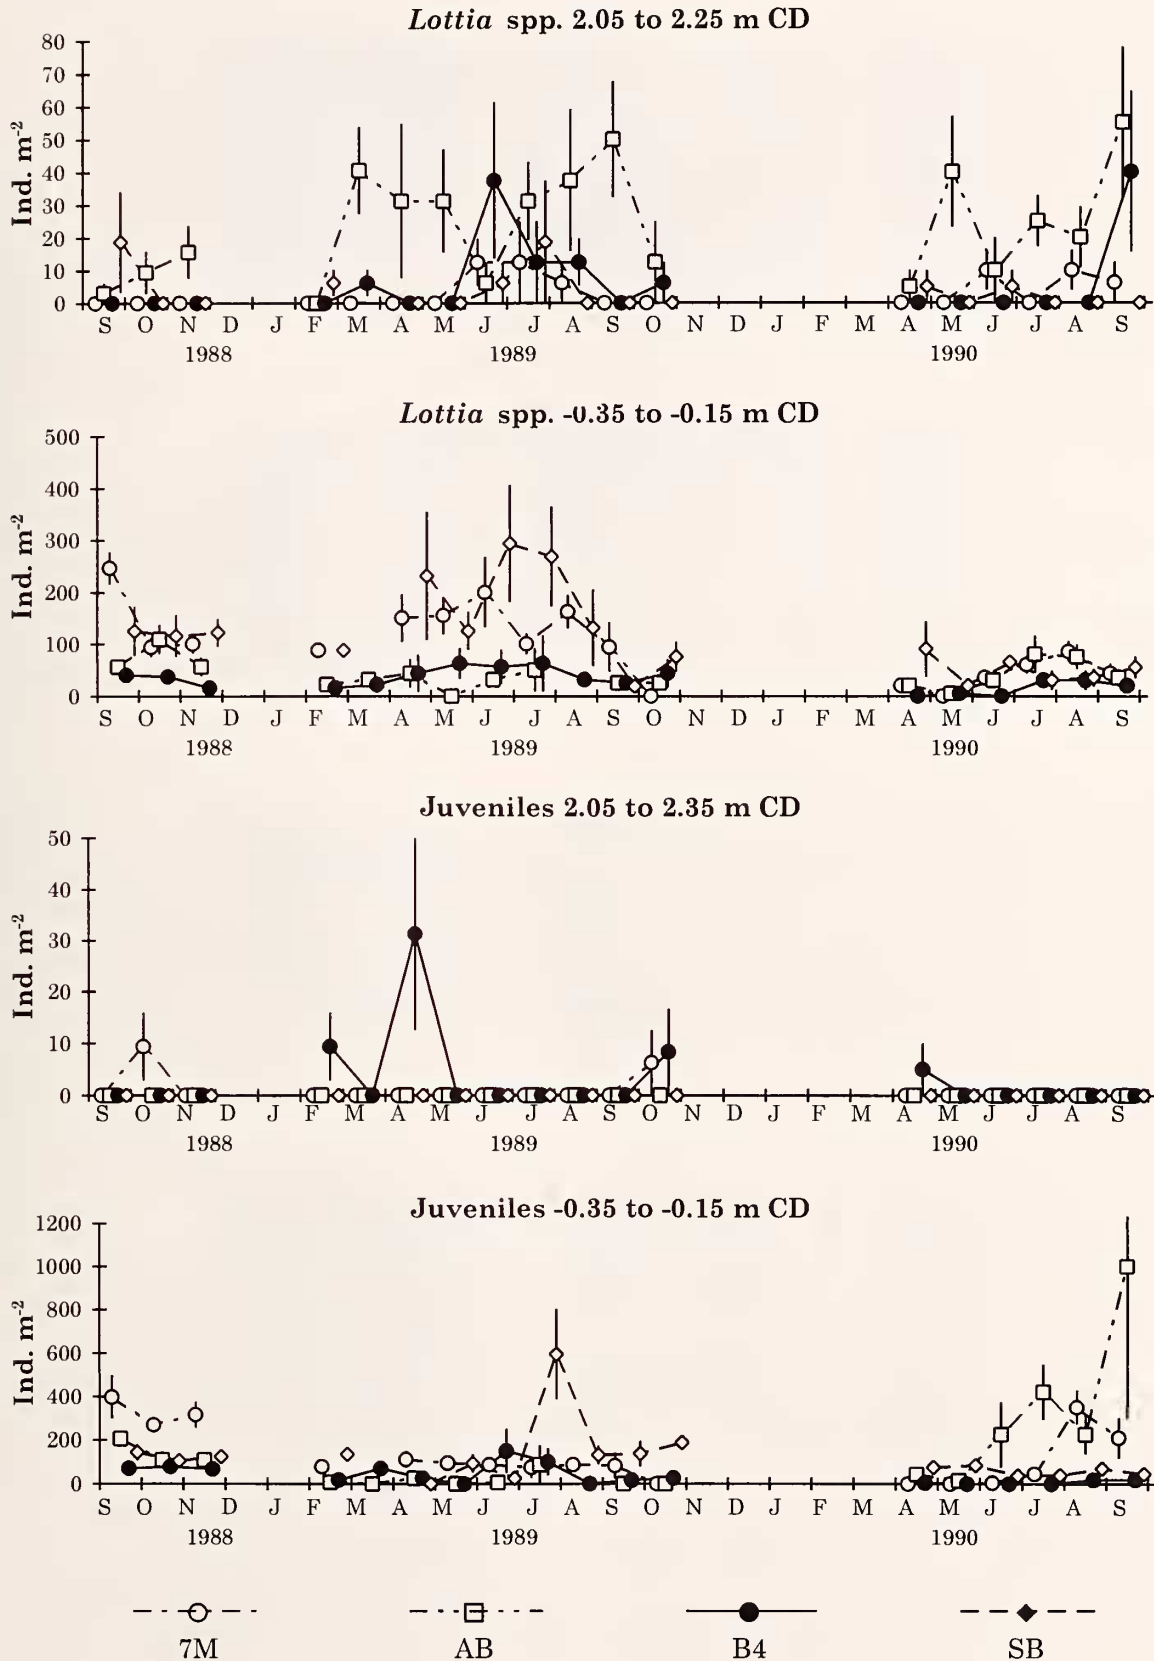 Lottia spp. 2.05 to 2.25 m CD
80
70
60
50
40
30
20
10
0
Ind. m-2
S O N D J F M A M J J A S O N D J F M A M J J A S
1988 1989 1990
Lottia spp. -0.35 to -0.15 m CD
500
400
300
200
100
0
Ind. m-2
S O N D J F M A M J J A S O N D J F M A M J J A S
1988 1989 1990
Juveniles 2.05 to 2.35 m CD
50
40
30
20
10
0
Ind. m-2
S O N D J F M A M J J A S O N D J F M A M J J A S
1988 1989 1990
Juveniles -0.35 to -0.15 m CD
1200
1000
800
600
400
200
0
Ind. m-2
S O N D J F M A M J J A S O N D J F M A M J J A S
1988 1989 1990
7M AB B4 SB